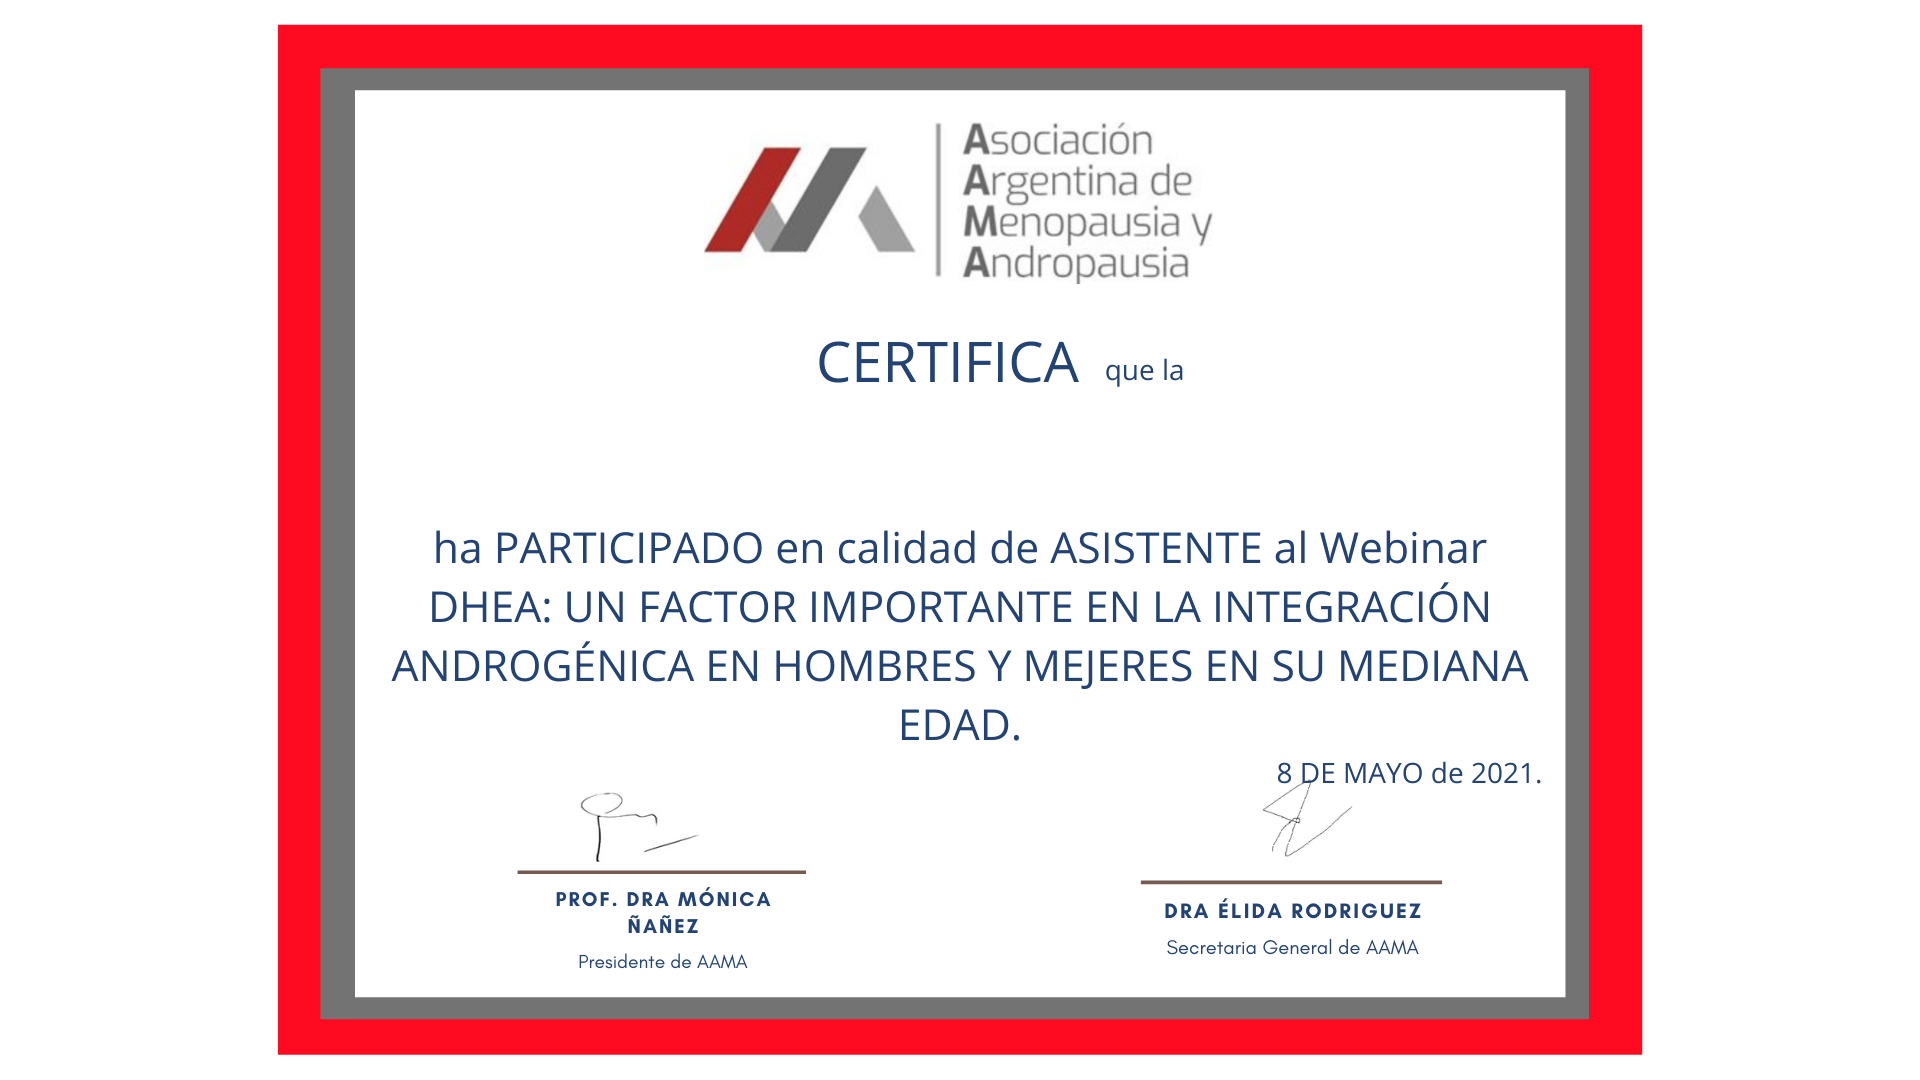 Asociación
Argentina de
Menopausia y
Andropausia
CERTIFICA que la
ha PARTICIPADO en calidad de ASISTENTE al Webinar
DHEA: UN FACTOR IMPORTANTE EN LA INTEGRACIÓN
ANDROGÉNICA EN HOMBRES Y MEJERES EN SU MEDIANA
EDAD.
8 DE MAYO de 2021.
PROF. DRA MÓNICA
ÑAÑEZ
Presidente de AAMA
DRA ÉLIDA RODRIGUEZ
Secretaria General de AAMA